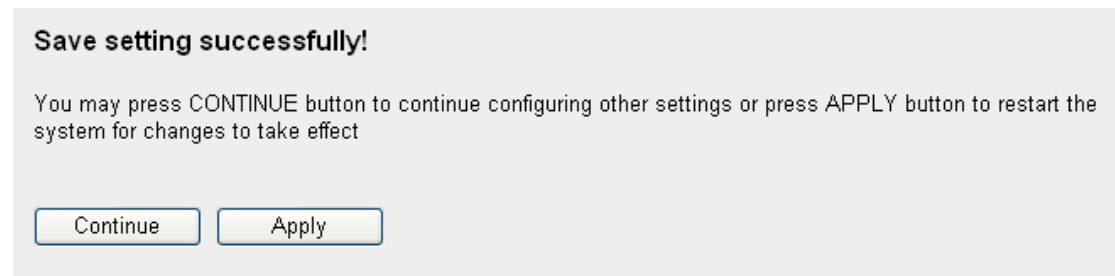 Save setting successfully!
You may press CONTINUE button to continue configuring other settings or press APPLY button to restart the
system for changes to take effect
Continue
Apply